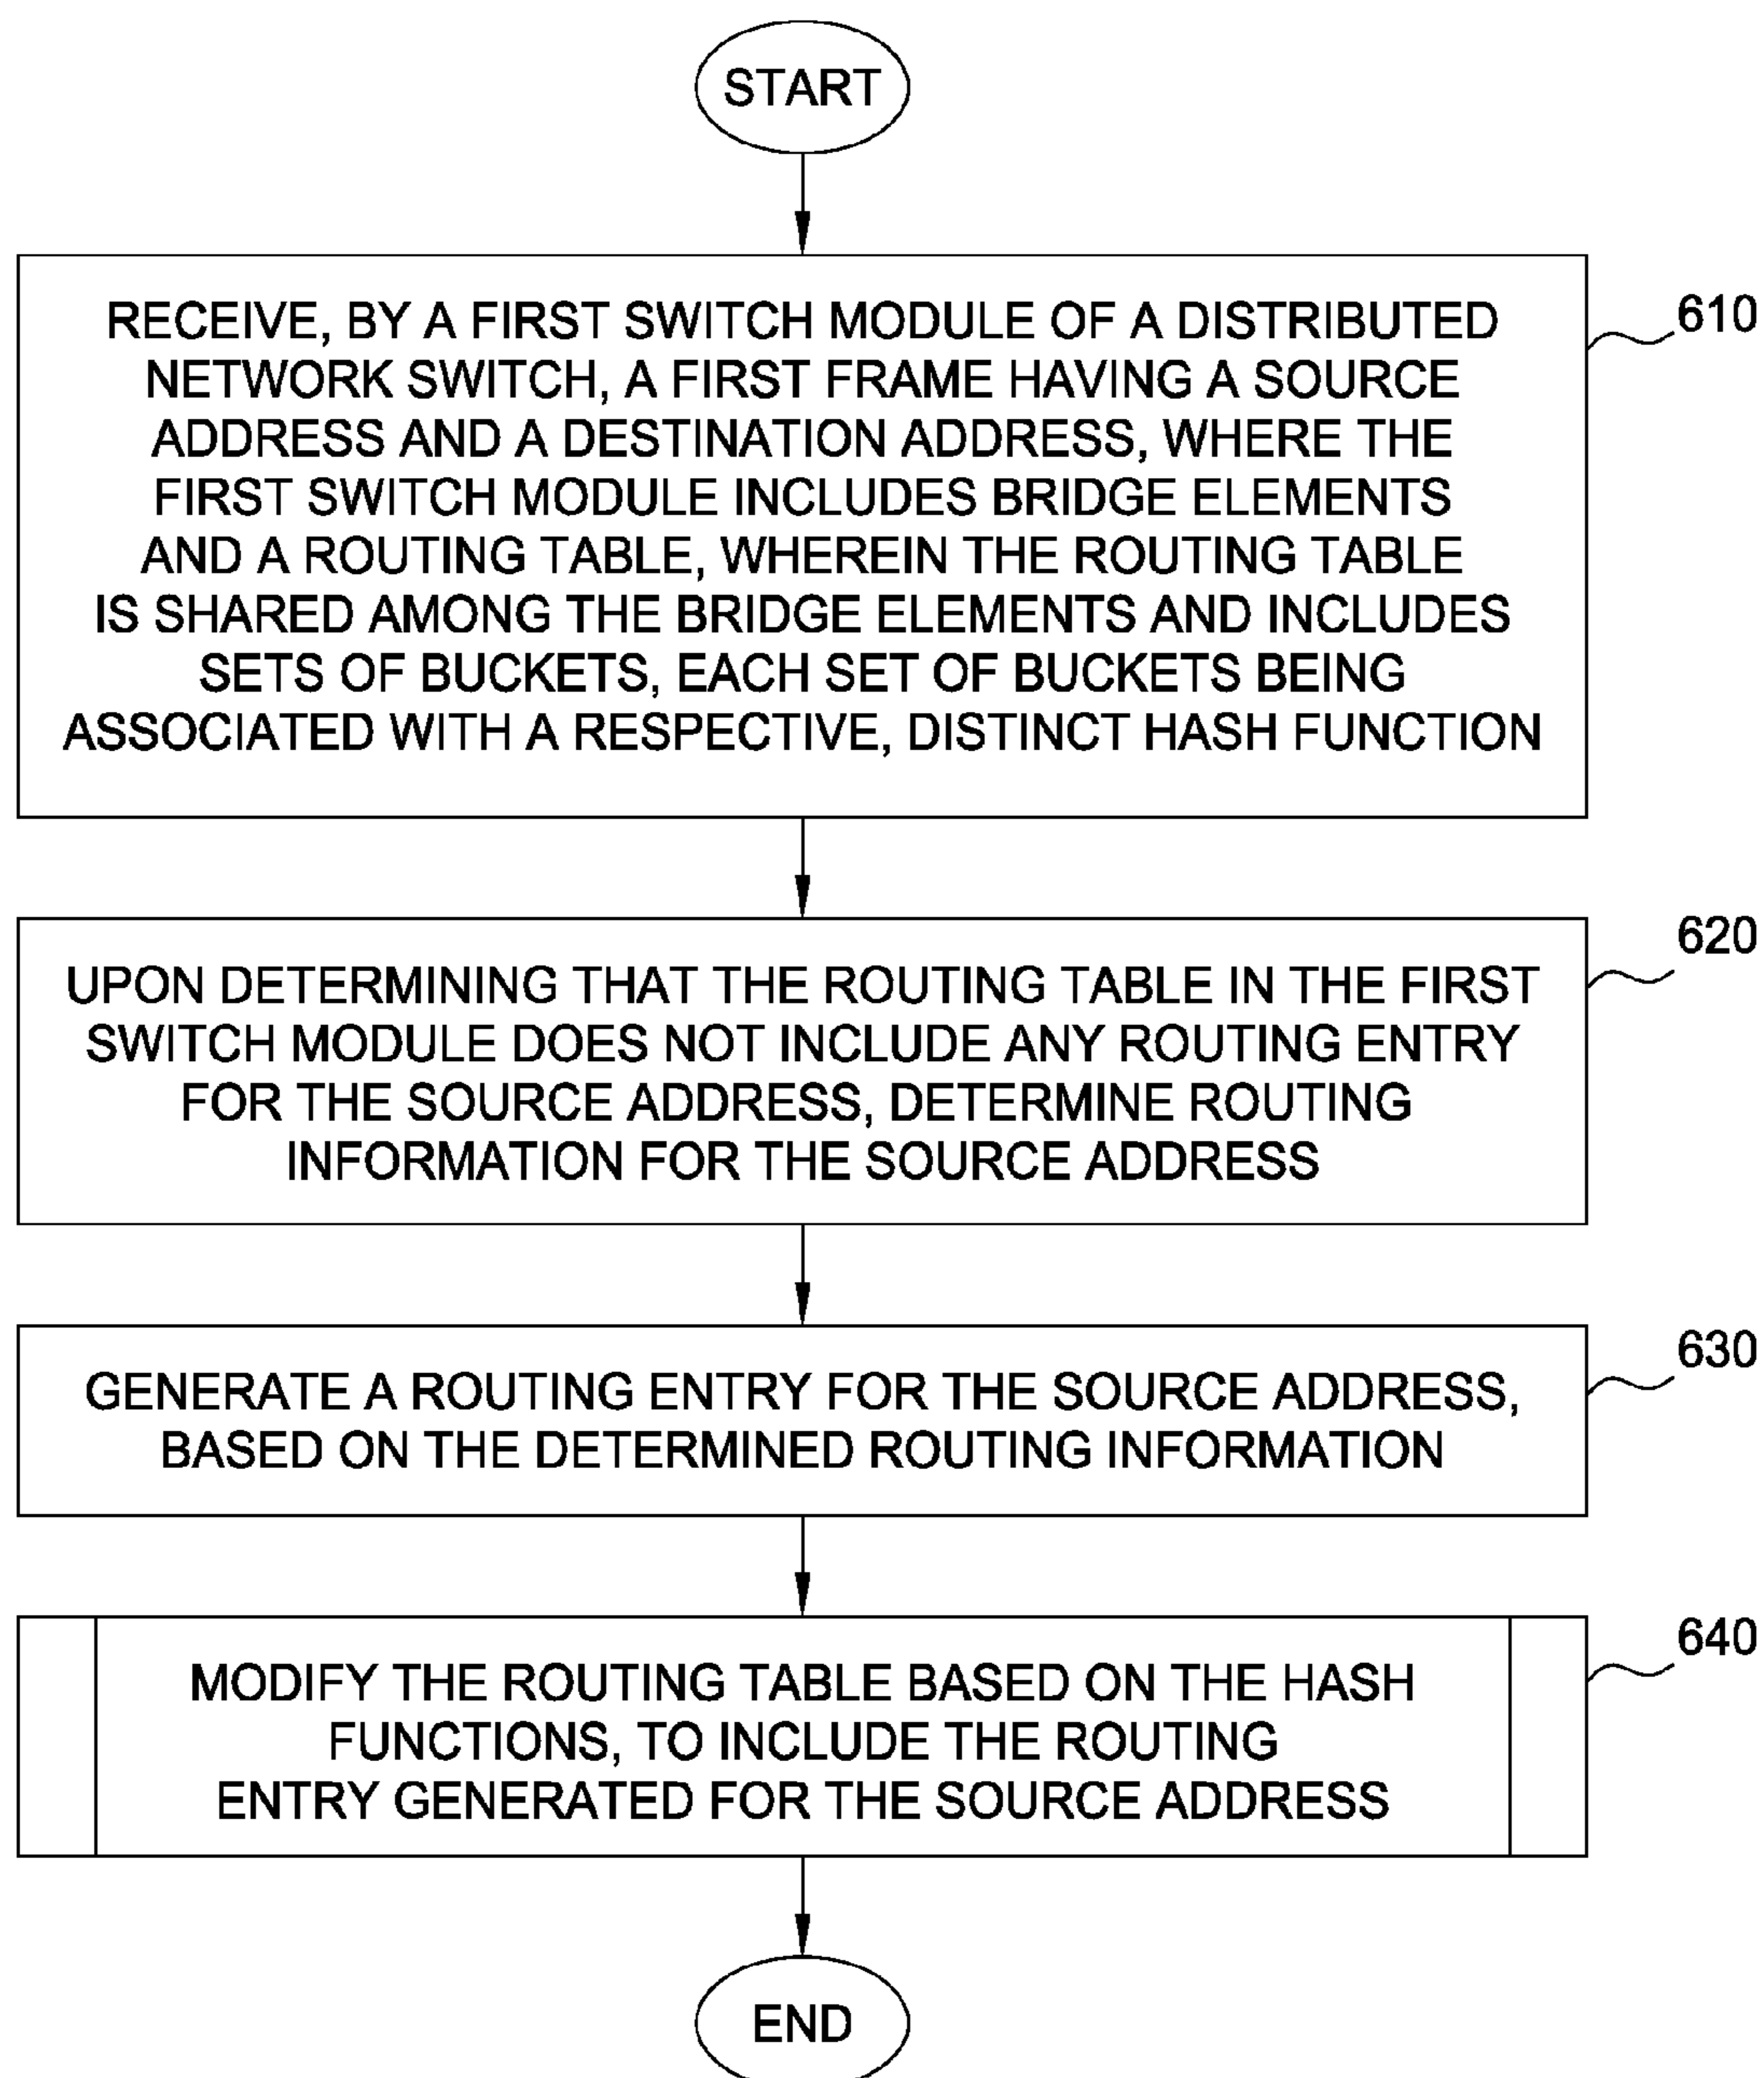 START
RECEIVE, BY A FIRST SWITCH MODULE OF A DISTRIBUTED
NETWORK SWITCH, A FIRST FRAME HAVING A SOURCE
ADDRESS AND A DESTINATION ADDRESS, WHERE THE
FIRST SWITCH MODULE INCLUDES BRIDGE ELEMENTS
AND A ROUTING TABLE, WHEREIN THE ROUTING TABLE
IS SHARED AMONG THE BRIDGE ELEMENTS AND INCLUDES
SETS OF BUCKETS, EACH SET OF BUCKETS BEING
ASSOCIATED WITH A RESPECTIVE, DISTINCT HASH FUNCTION
610
UPON DETERMINING THAT THE ROUTING TABLE IN THE FIRST
SWITCH MODULE DOES NOT INCLUDE ANY ROUTING ENTRY
FOR THE SOURCE ADDRESS, DETERMINE ROUTING
INFORMATION FOR THE SOURCE ADDRESS
620
GENERATE A ROUTING ENTRY FOR THE SOURCE ADDRESS,
BASED ON THE DETERMINED ROUTING INFORMATION
630
MODIFY THE ROUTING TABLE BASED ON THE HASH
FUNCTIONS, TO INCLUDE THE ROUTING
ENTRY GENERATED FOR THE SOURCE ADDRESS
640
END